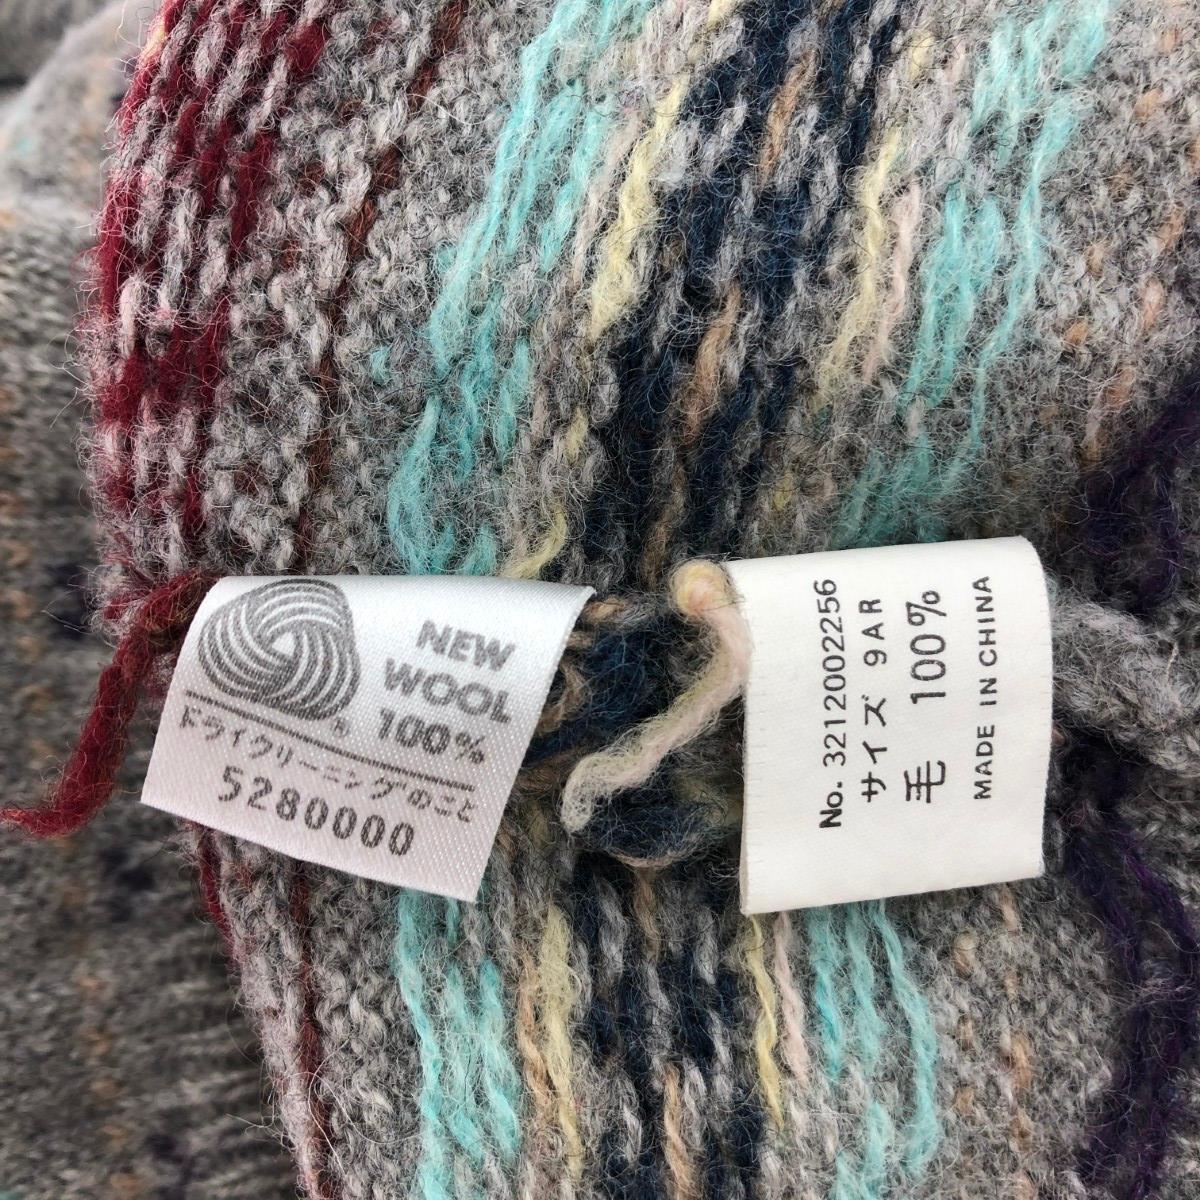 NEW
WOOL
100%
ドライクリーニングのこと
5280000
No. 3212002256
サイズ 9AR
毛 100%
MADE IN CHINA